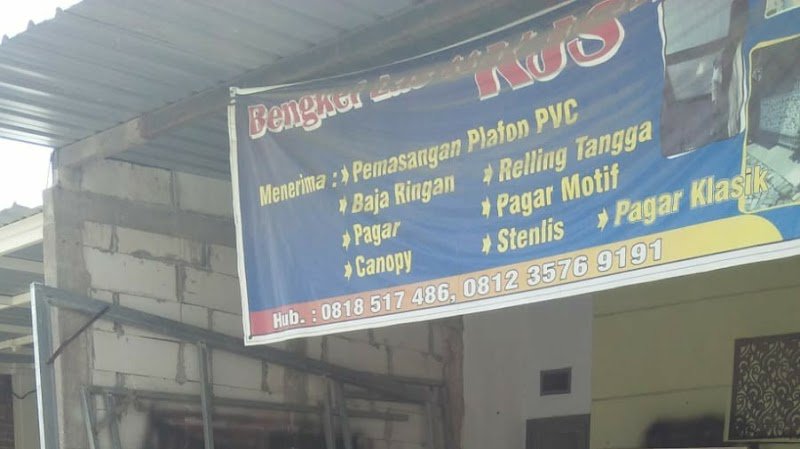 Bengkel RJS
Menerima : Pemasangan Plafon PVC
Baja Ringan
Pagar
Canopy
Relling Tangga
Pagar Motif
Stenlis
Pagar Klasik
Hub. : 0818 517 486, 0812 3576 9191